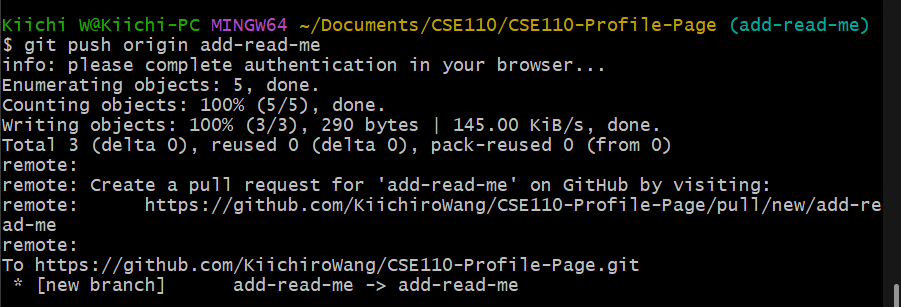 Kiichi W@Kiichi-PC MINGW64 ~/Documents/CSE110/CSE110-Profile-Page (add-read-me)
$ git push origin add-read-me
info: please complete authentication in your browser...
Enumerating objects: 5, done.
Counting objects: 100% (5/5), done.
Writing objects: 100% (3/3), 290 bytes | 145.00 KiB/s, done.
Total 3 (delta 0), reused 0 (delta 0), pack-reused 0 (from 0)
remote:
remote: Create a pull request for 'add-read-me' on GitHub by visiting:
remote:      https://github.com/KiichiroWang/CSE110-Profile-Page/pull/new/add-re
ad-me
remote:
To https://github.com/KiichiroWang/CSE110-Profile-Page.git
 * [new branch]      add-read-me -> add-read-me